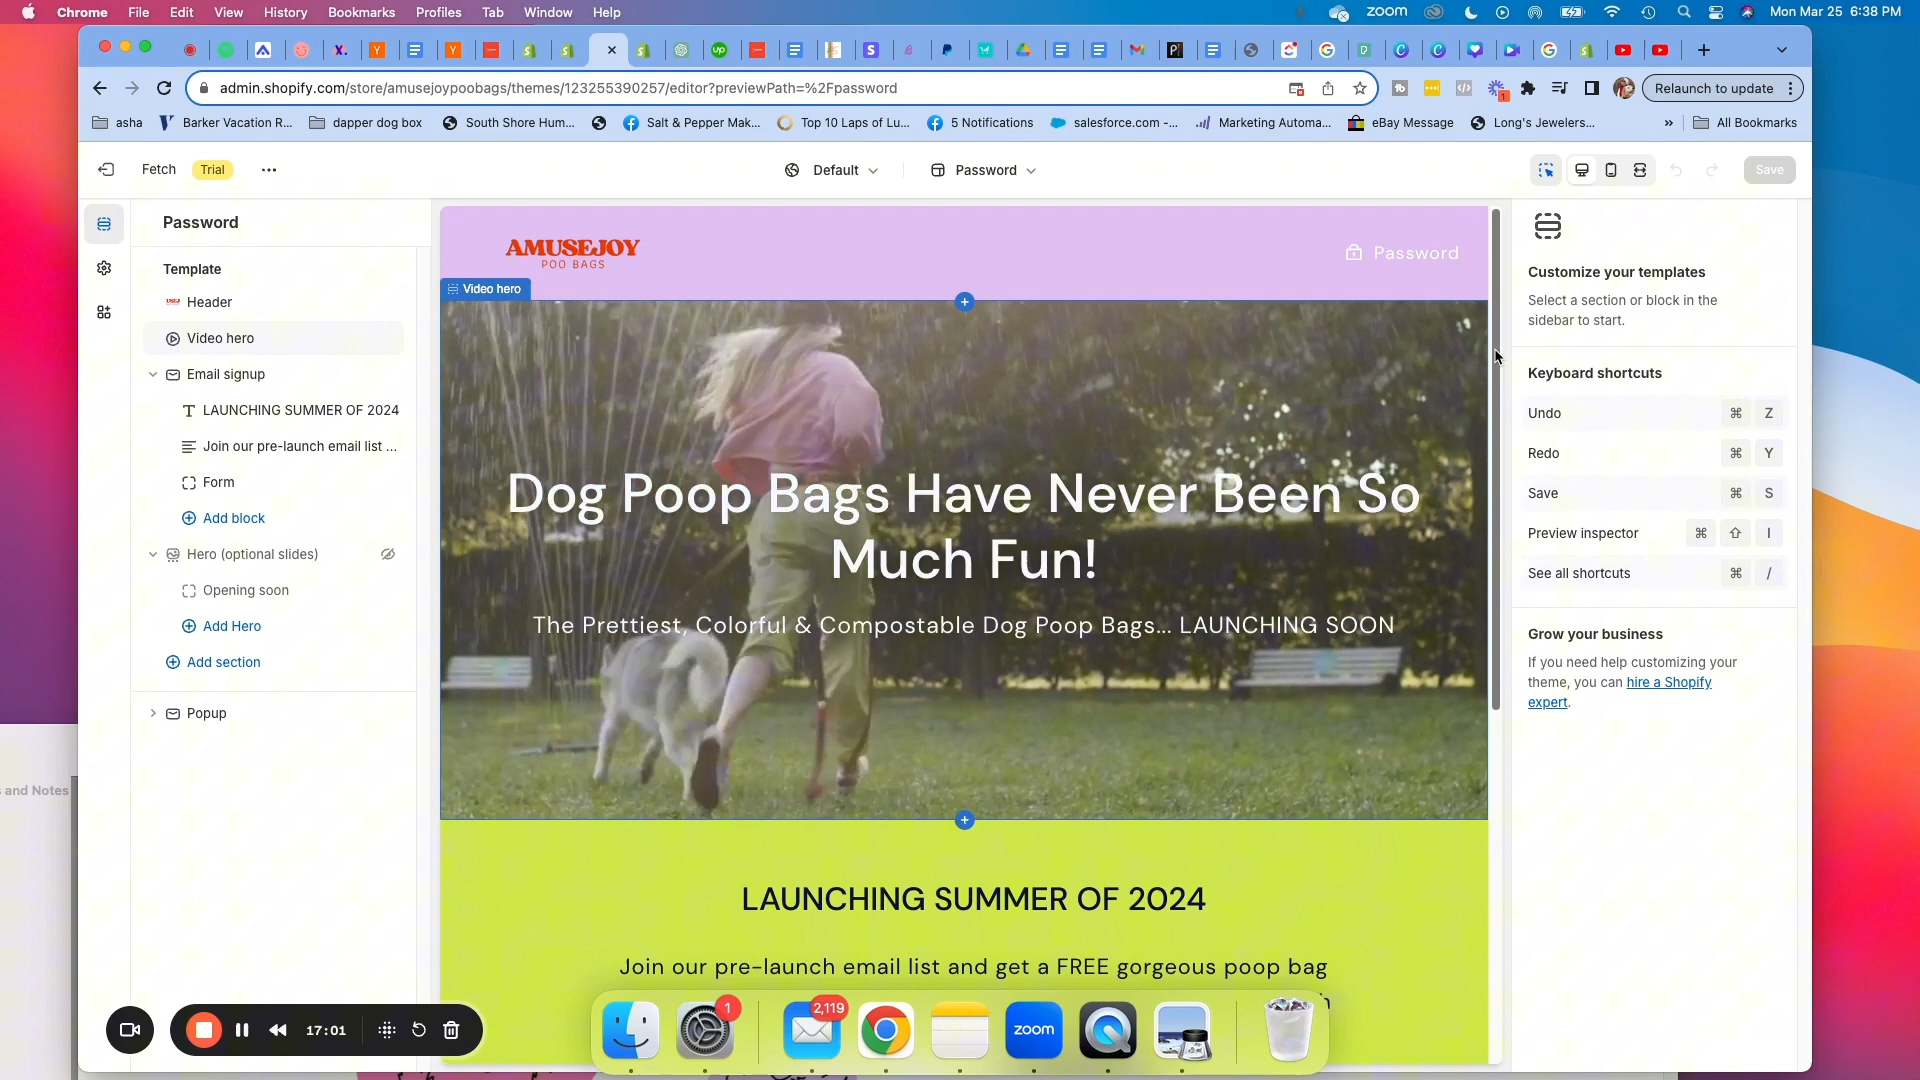 Chrome File Edit View History Bookmarks Profiles Tab Window Help zoom Mon Mar 25 6:38 PM
admin.shopify.com/store/amusejoypoobags/themes/123255390257/editor?previewPath=%2Fpassword
Relaunch to update
asha Barker Vacation R... dapper dog box South Shore Hum... Salt & Pepper Mak... Top 10 Laps of Lu... 5 Notifications salesforce.com -... Marketing Automa... eBay Message Long's Jewelers... » All Bookmarks
Fetch Trial ... Default Password Save
Password
Template
Header
Video hero
Email signup
LAUNCHING SUMMER OF 2024
Join our pre-launch email list ...
Form
Add block
Hero (optional slides)
Opening soon
Add Hero
Add section
Popup
AMUSEJOY
POO BAGS
Password
Video hero
Dog Poop Bags Have Never Been So
Much Fun!
The Prettiest, Colorful & Compostable Dog Poop Bags... LAUNCHING SOON
LAUNCHING SUMMER OF 2024
Join our pre-launch email list and get a FREE gorgeous poop bag
Customize your templates
Select a section or block in the
sidebar to start.
Keyboard shortcuts
Undo ⌘ Z
Redo ⌘ Y
Save ⌘ S
Preview inspector ⌘ ⇧ I
See all shortcuts ⌘ /
Grow your business
If you need help customizing your
theme, you can hire a Shopify
expert.
and Notes
17:01
1
2,119
zoom